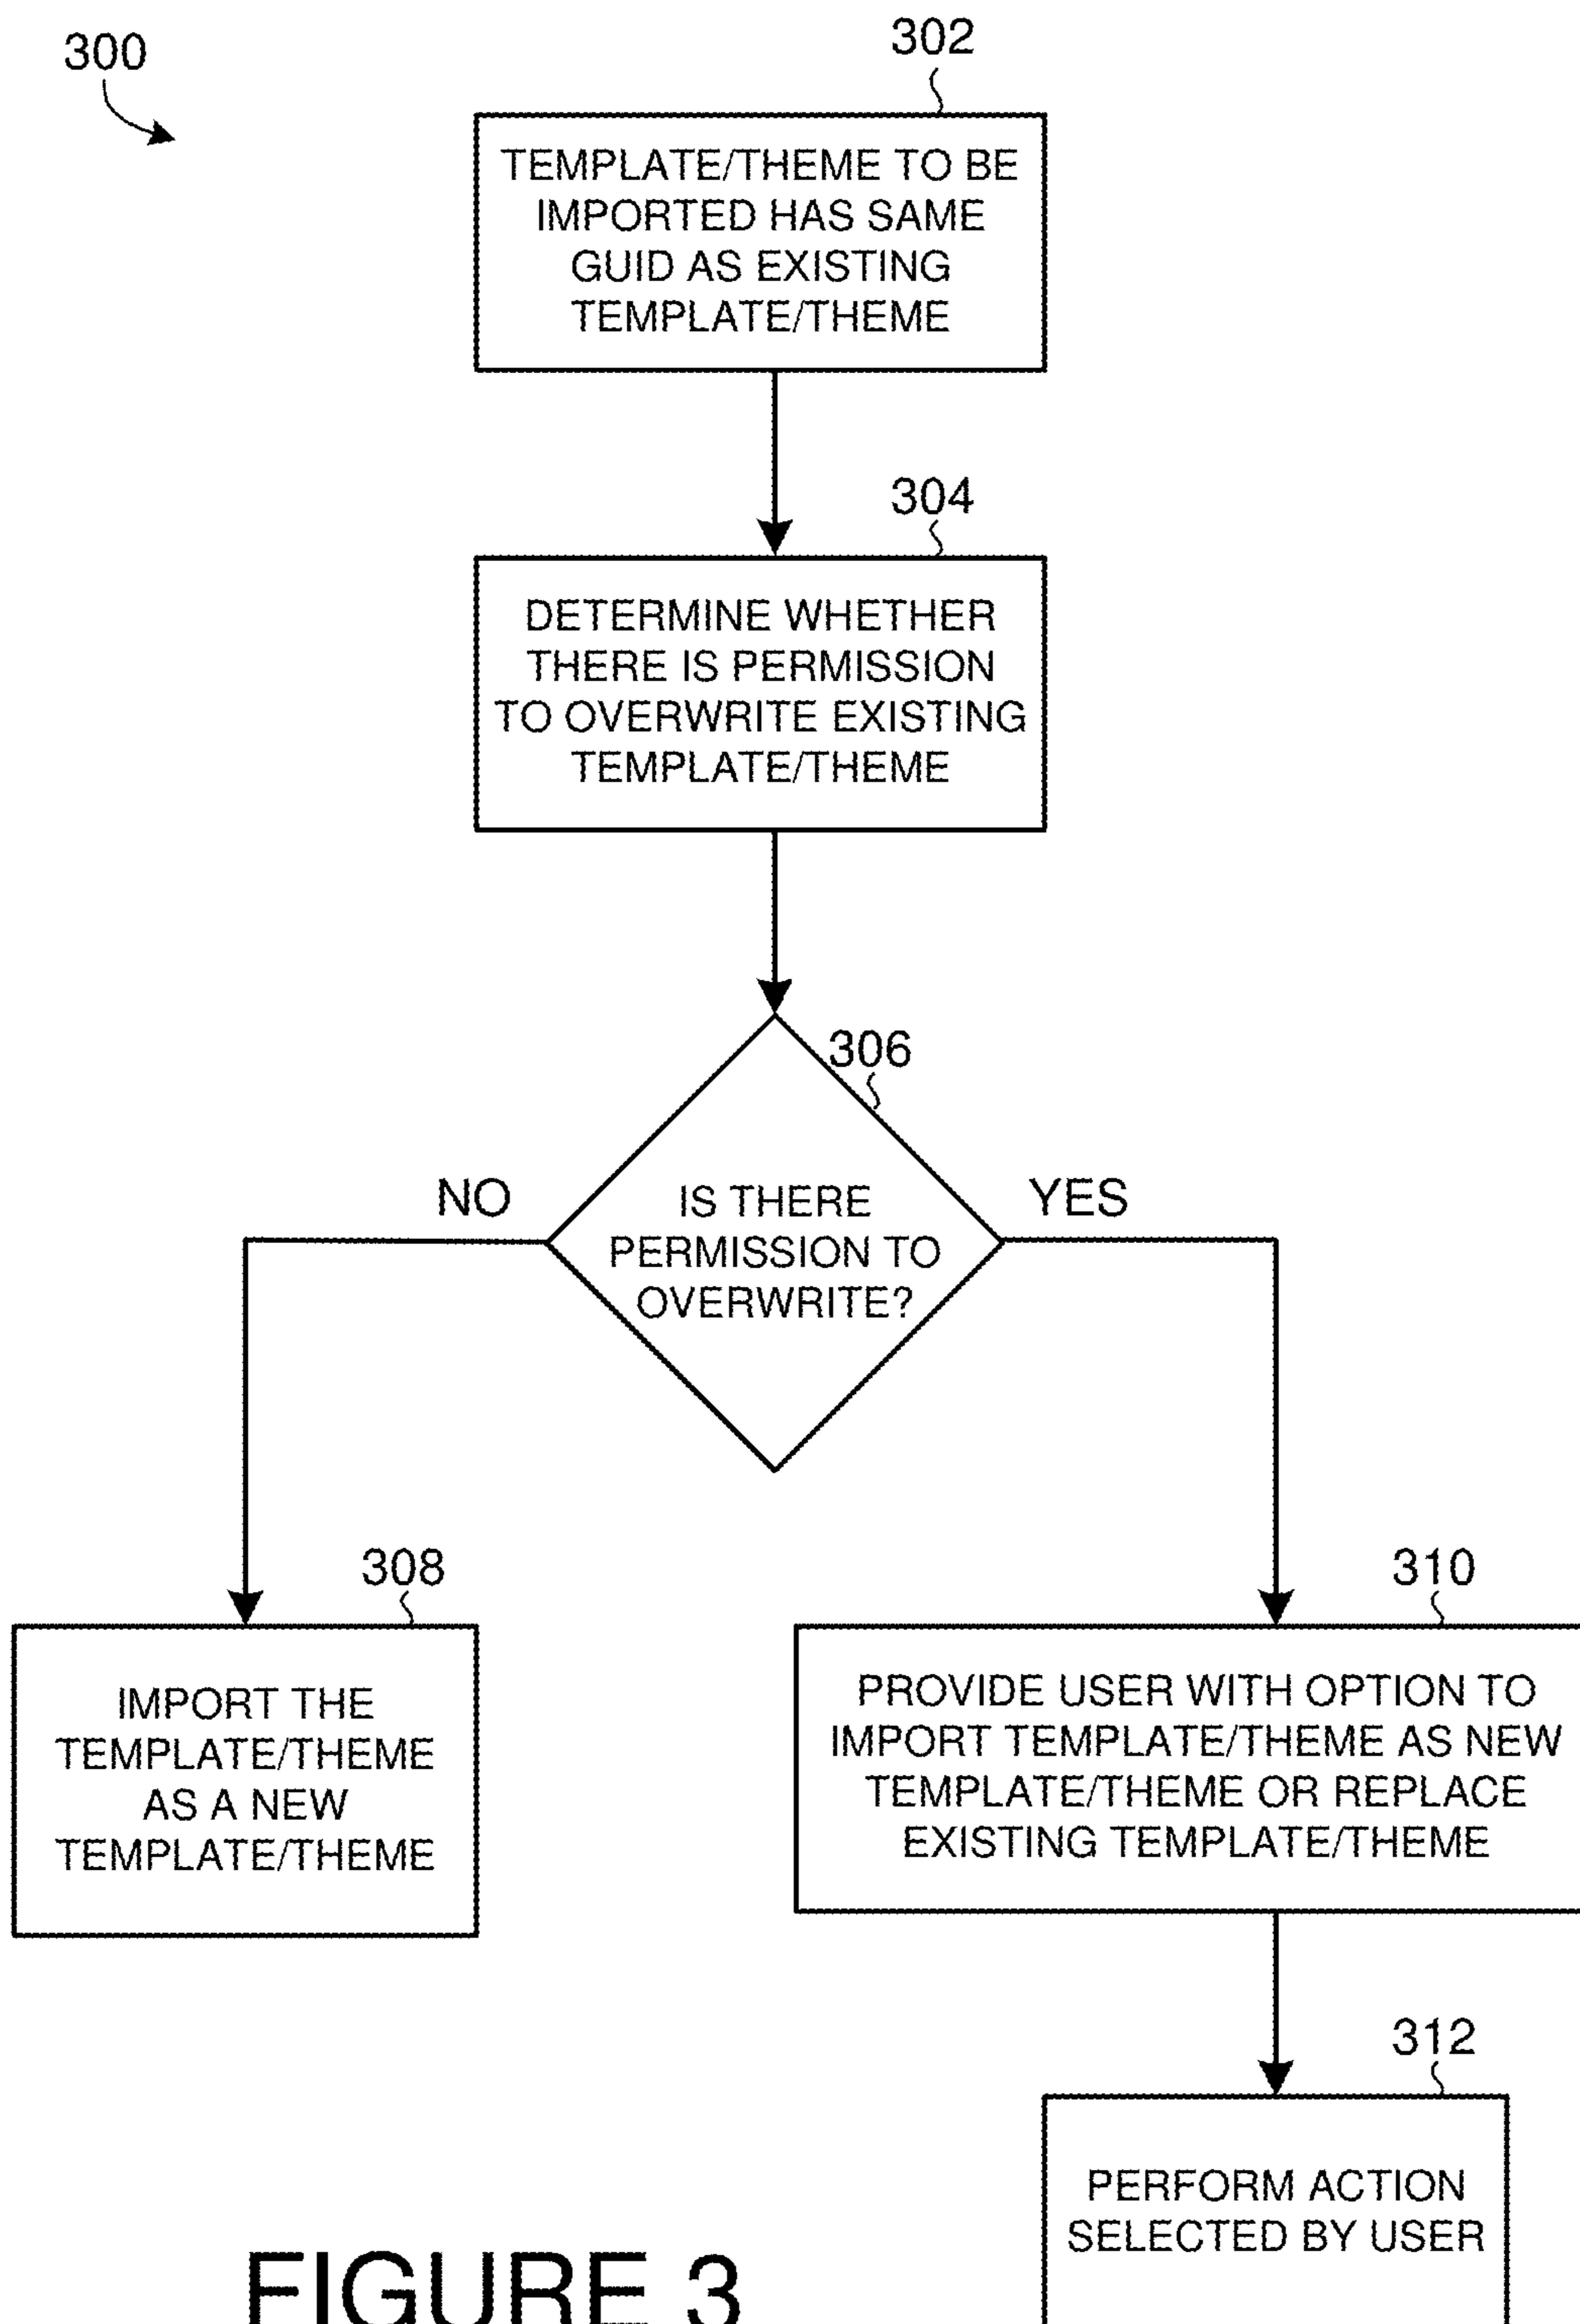 300
302
TEMPLATE/THEME TO BE
IMPORTED HAS SAME
GUID AS EXISTING
TEMPLATE/THEME
304
DETERMINE WHETHER
THERE IS PERMISSION
TO OVERWRITE EXISTING
TEMPLATE/THEME
306
NO
IS THERE
PERMISSION TO
OVERWRITE?
YES
308
IMPORT THE
TEMPLATE/THEME
AS A NEW
TEMPLATE/THEME
310
PROVIDE USER WITH OPTION TO
IMPORT TEMPLATE/THEME AS NEW
TEMPLATE/THEME OR REPLACE
EXISTING TEMPLATE/THEME
312
PERFORM ACTION
SELECTED BY USER
FIGURE 3